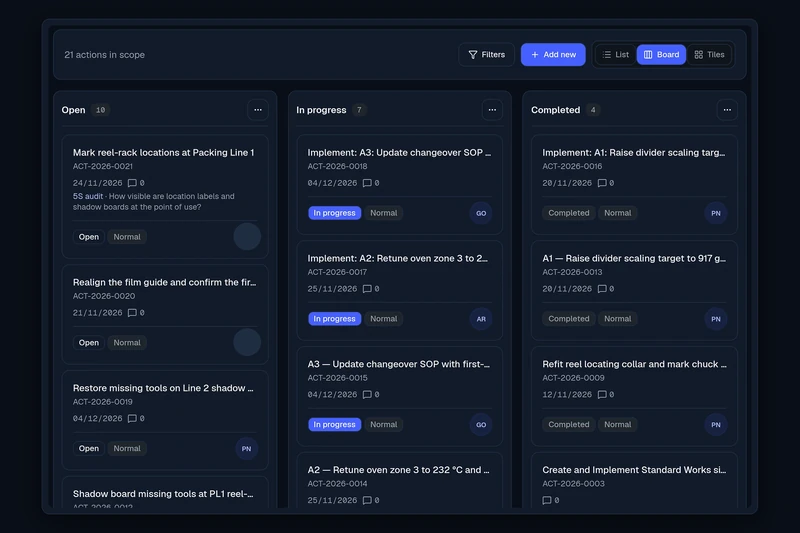 21 actions in scope
Filters
Add new
List
Board
Tiles
Open 10
Mark reel-rack locations at Packing Line 1
ACT-2026-0021
24/11/2026 0
5S audit · How visible are location labels and
shadow boards at the point of use?
Open Normal
Realign the film guide and confirm the fir...
ACT-2026-0020
21/11/2026 0
Open Normal
Restore missing tools on Line 2 shadow ...
ACT-2026-0019
04/12/2026 0
Open Normal PN
Shadow board missing tools at PL1 reel-...
In progress 7
Implement: A3: Update changeover SOP ...
ACT-2026-0018
04/12/2026 0
In progress Normal GO
Implement: A2: Retune oven zone 3 to 2...
ACT-2026-0017
25/11/2026 0
In progress Normal AR
A3 — Update changeover SOP with first-...
ACT-2026-0015
04/12/2026 0
In progress Normal GO
A2 — Retune oven zone 3 to 232 °C and ...
ACT-2026-0014
25/11/2026 0
Completed 4
Implement: A1: Raise divider scaling targ...
ACT-2026-0016
20/11/2026 0
Completed Normal PN
A1 — Raise divider scaling target to 917 g...
ACT-2026-0013
20/11/2026 0
Completed Normal PN
Refit reel locating collar and mark chuck ...
ACT-2026-0009
12/11/2026 0
Completed Normal PN
Create and Implement Standard Works si...
ACT-2026-0003
0